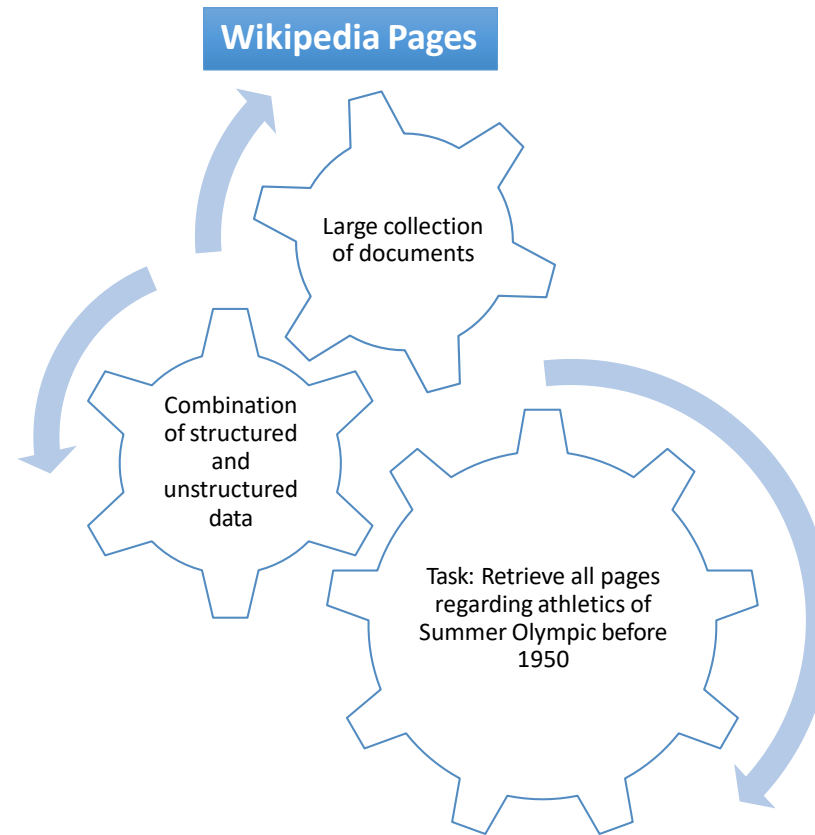 Wikipedia Pages
Large collection
of documents
Combination
of structured
and
unstructured
data
Task: Retrieve all pages
regarding athletics of
Summer Olympic before
1950